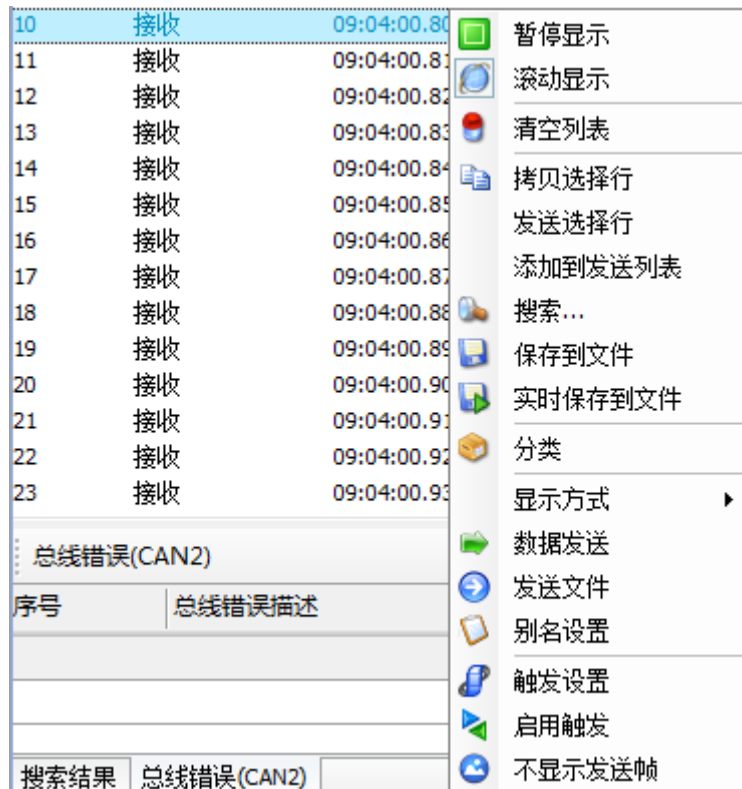 10 接收 09:04:00.80
11 接收 09:04:00.81
12 接收 09:04:00.82
13 接收 09:04:00.83
14 接收 09:04:00.84
15 接收 09:04:00.85
16 接收 09:04:00.86
17 接收 09:04:00.87
18 接收 09:04:00.88
19 接收 09:04:00.89
20 接收 09:04:00.90
21 接收 09:04:00.91
22 接收 09:04:00.92
23 接收 09:04:00.93
总线错误(CAN2)
序号 总线错误描述
搜索结果 总线错误(CAN2)
暂停显示
滚动显示
清空列表
拷贝选择行
发送选择行
添加到发送列表
搜索...
保存到文件
实时保存到文件
分类
显示方式
数据发送
发送文件
别名设置
触发设置
启用触发
不显示发送帧